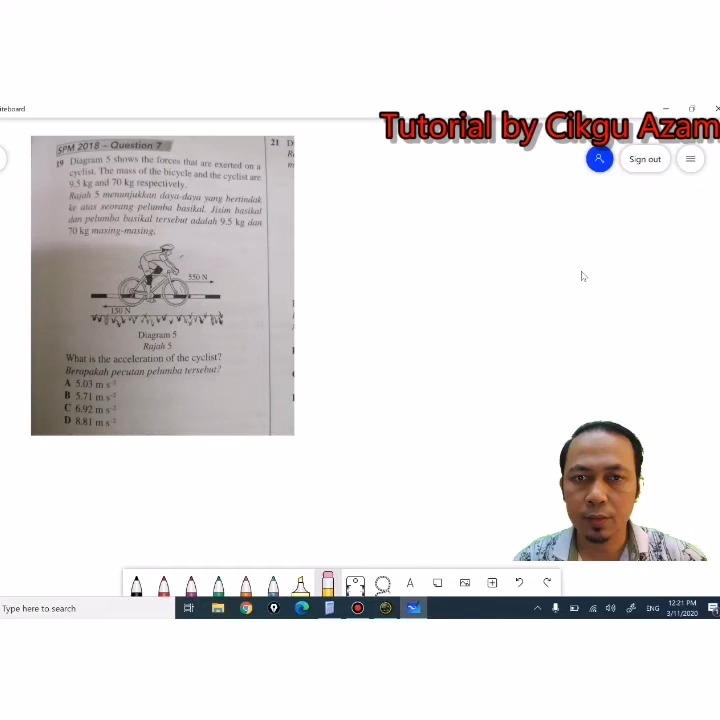 iteboard
Tutorial by Cikgu Azam
Sign out
SPM 2018 – Question 7
19 Diagram 5 shows the forces that are exerted on a
cyclist. The mass of the bicycle and the cyclist are
9.5 kg and 70 kg respectively.
Rajah 5 menunjukkan daya-daya yang bertindak
ke atas seorang pelumba basikal. Jisim basikal
dan pelumba basikal tersebut adalah 9.5 kg dan
70 kg masing-masing.
550 N
150 N
Diagram 5
Rajah 5
What is the acceleration of the cyclist?
Berapakah pecutan pelumba tersebut?
A 5.03 m s⁻²
B 5.71 m s⁻²
C 6.92 m s⁻²
D 8.81 m s⁻²
21 D
R
m
Type here to search
ENG
12:21 PM
3/11/2020